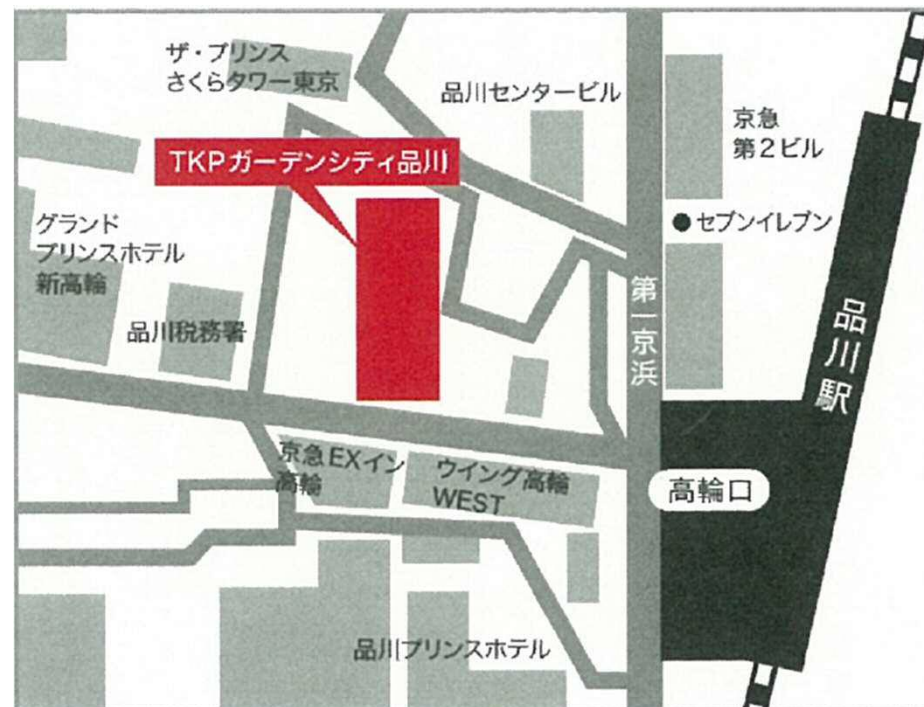 ザ・プリンス
さくらタワー東京
品川センタービル
京急
第2ビル
TKPガーデンシティ品川
セブンイレブン
グランド
プリンスホテル
新高輪
品川税務署
第一京浜
品川駅
京急EXイン
高輪
ウイング高輪
WEST
高輪口
品川プリンスホテル